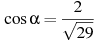 cos α = 2/√29